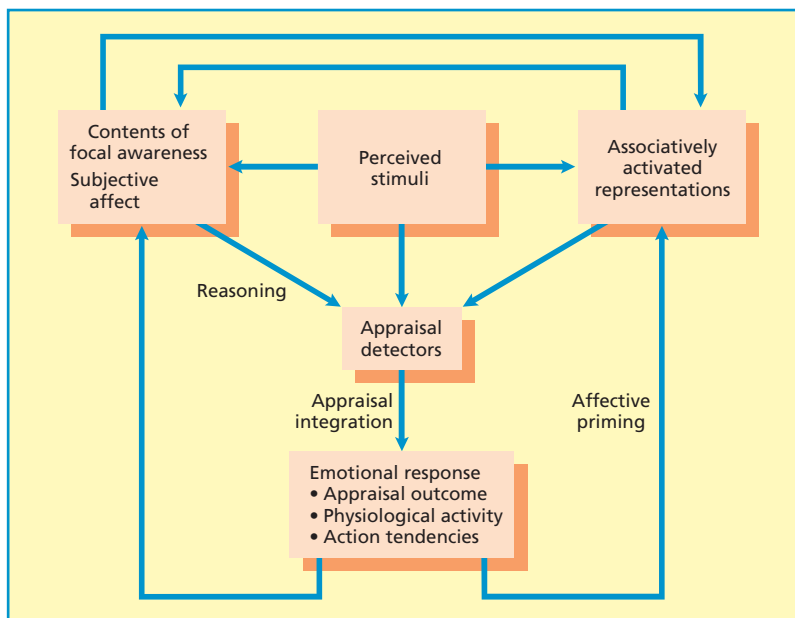 Contents of
focal awareness
Subjective
affect
Perceived
stimuli
Associatively
activated
representations
Reasoning
Appraisal
detectors
Appraisal
integration
Affective
priming
Emotional response
• Appraisal outcome
• Physiological activity
• Action tendencies